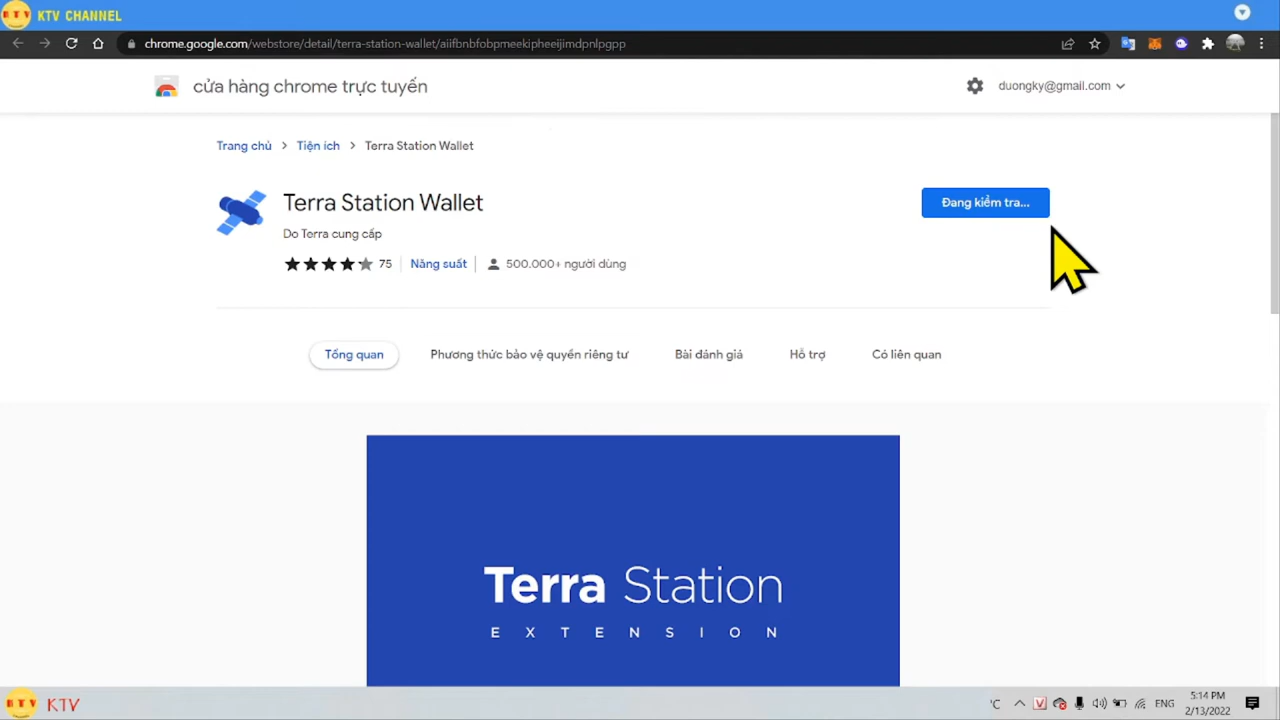 KTV KTV CHANNEL
chrome.google.com/webstore/detail/terra-station-wallet/aiifbnbfobpmeekipheeijimdpnlpgpp
cửa hàng chrome trực tuyến
duongky@gmail.com
Trang chủ > Tiện ích > Terra Station Wallet
Terra Station Wallet
Đang kiểm tra...
Do Terra cung cấp
75 Năng suất 500.000+ người dùng
Tổng quan Phương thức bảo vệ quyền riêng tư Bài đánh giá Hỗ trợ Có liên quan
Terra Station
EXTENSION
KTV KTV
°C V ENG 5:14 PM
2/13/2022